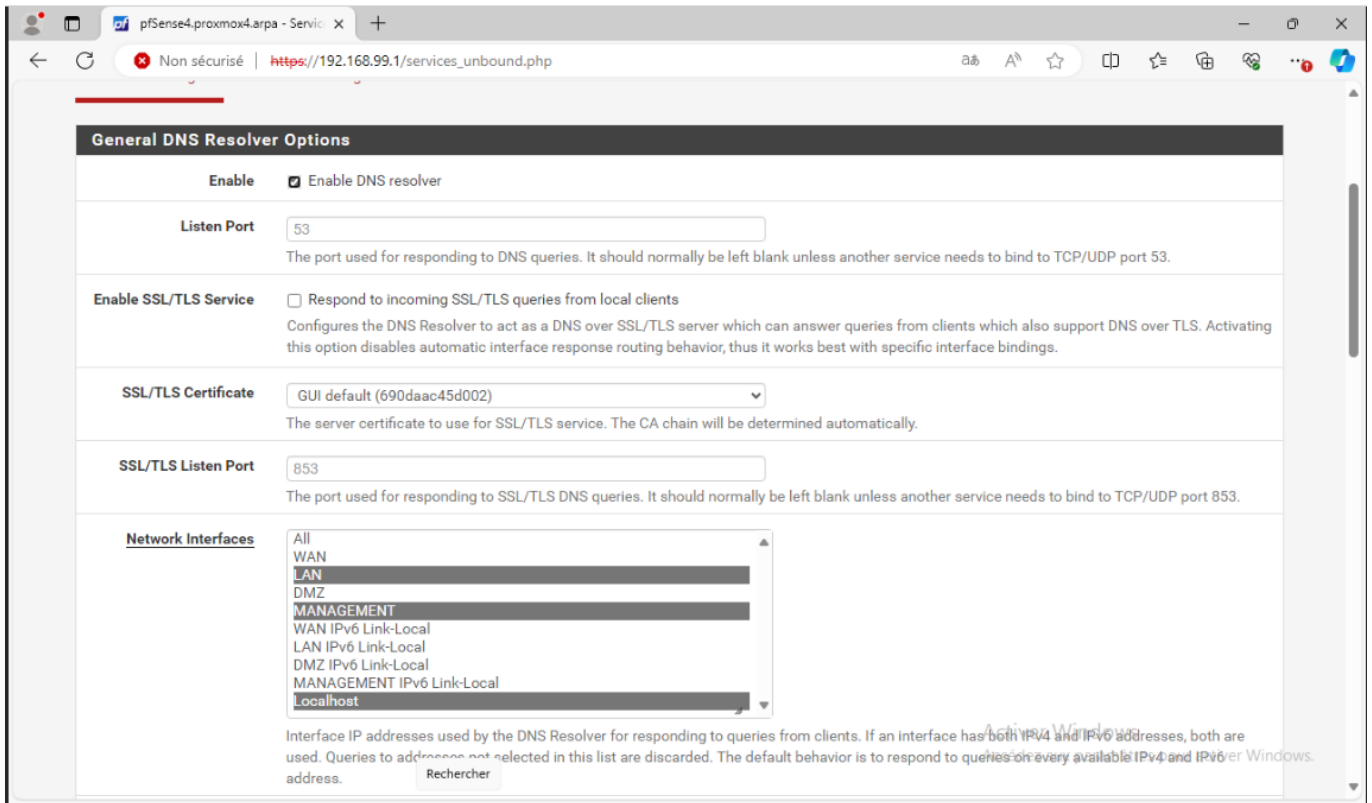 pfSense4.proxmox4.arpa - Servic
Non sécurisé | https://192.168.99.1/services_unbound.php
General DNS Resolver Options
Enable
Enable DNS resolver
Listen Port
53
The port used for responding to DNS queries. It should normally be left blank unless another service needs to bind to TCP/UDP port 53.
Enable SSL/TLS Service
Respond to incoming SSL/TLS queries from local clients
Configures the DNS Resolver to act as a DNS over SSL/TLS server which can answer queries from clients which also support DNS over TLS. Activating
this option disables automatic interface response routing behavior, thus it works best with specific interface bindings.
SSL/TLS Certificate
GUI default (690daac45d002)
The server certificate to use for SSL/TLS service. The CA chain will be determined automatically.
SSL/TLS Listen Port
853
The port used for responding to SSL/TLS DNS queries. It should normally be left blank unless another service needs to bind to TCP/UDP port 853.
Network Interfaces
All
WAN
LAN
DMZ
MANAGEMENT
WAN IPv6 Link-Local
LAN IPv6 Link-Local
DMZ IPv6 Link-Local
MANAGEMENT IPv6 Link-Local
Localhost
Activer Windows
Interface IP addresses used by the DNS Resolver for responding to queries from clients. If an interface has both IPv4 and IPv6 addresses, both are
used. Queries to addresses not selected in this list are discarded. The default behavior is to respond to queries on every available IPv4 and IPv6
address.
Rechercher
Windows.